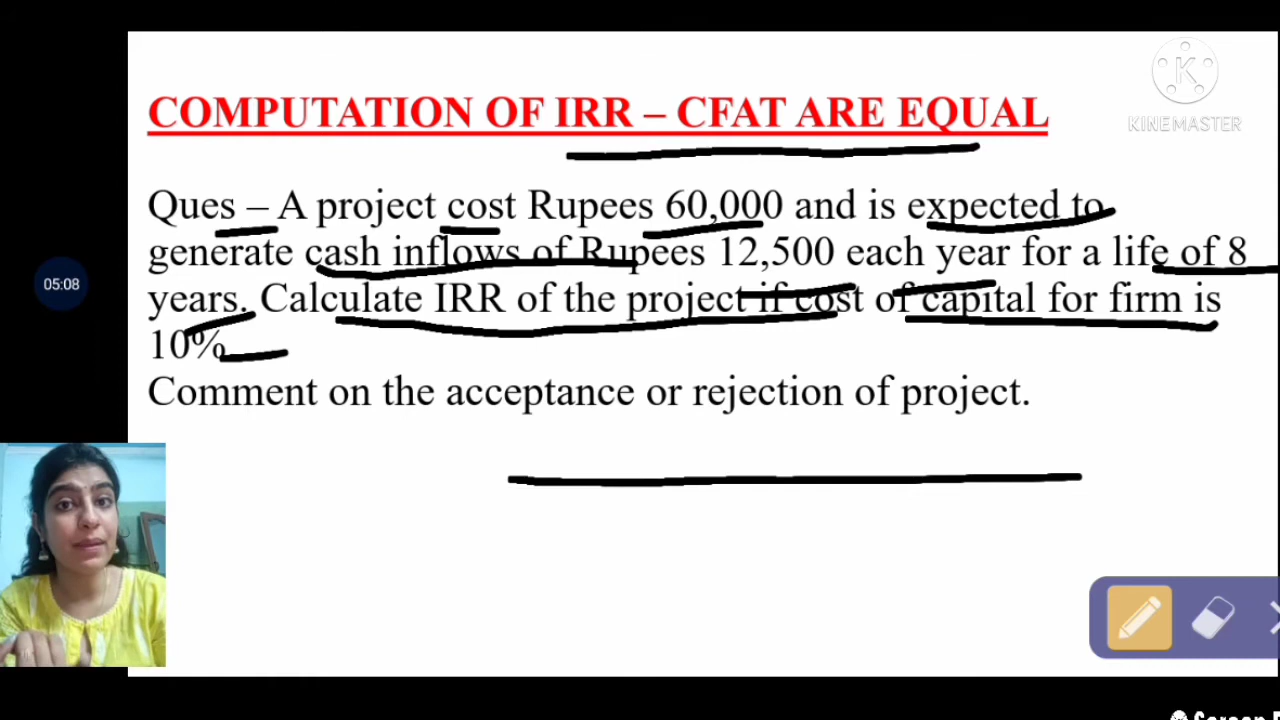 COMPUTATION OF IRR – CFAT ARE EQUAL
KINEMASTER
Ques – A project cost Rupees 60,000 and is expected to
generate cash inflows of Rupees 12,500 each year for a life of 8
years. Calculate IRR of the project if cost of capital for firm is
10%
Comment on the acceptance or rejection of project.
05:08